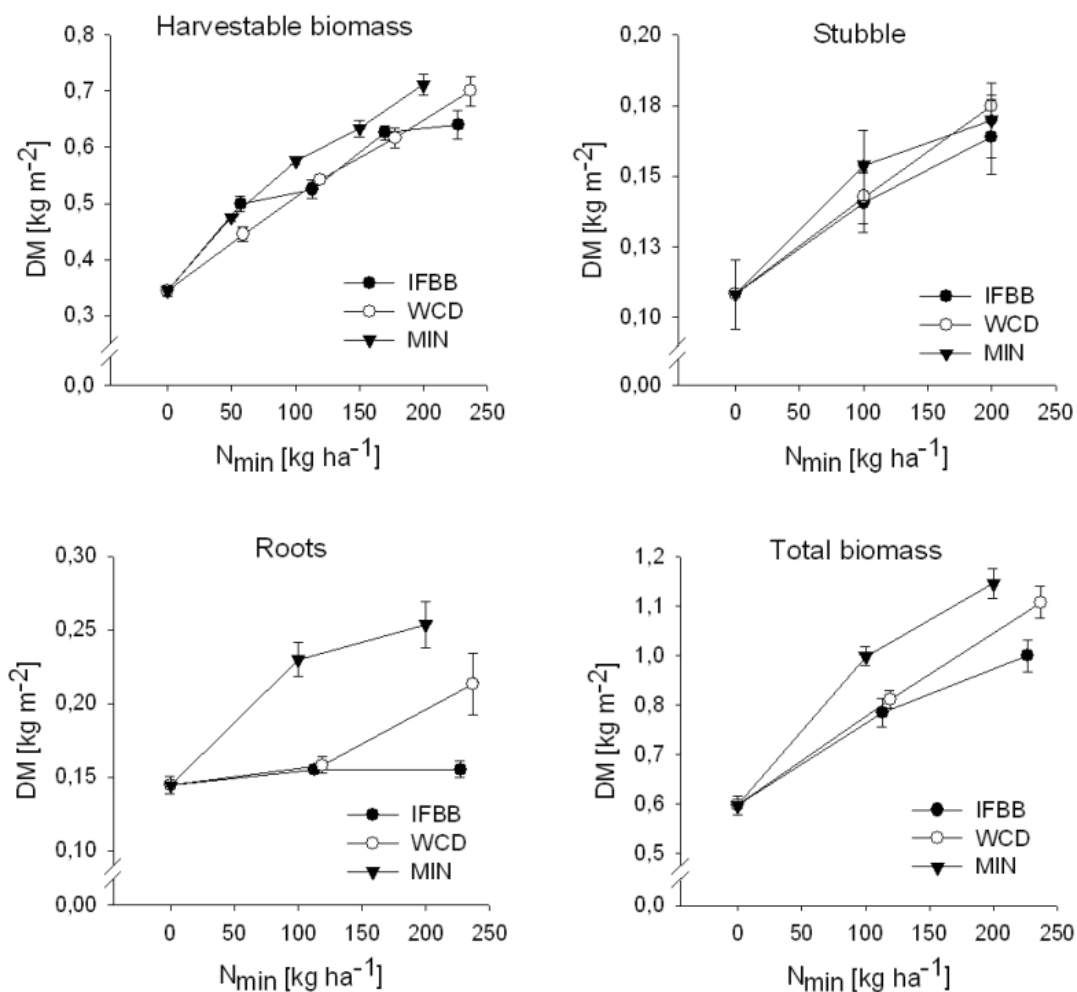 Harvestable biomass
0,8
0,7
0,6
0,5
0,4
0,3
0,0
DM [kg m-2]
IFBB
WCD
MIN
0 50 100 150 200 250
Nmin [kg ha-1]
Stubble
0,20
0,18
0,15
0,13
0,10
0,00
DM [kg m-2]
IFBB
WCD
MIN
0 50 100 150 200 250
Nmin [kg ha-1]
Roots
0,30
0,25
0,20
0,15
0,10
0,00
DM [kg m-2]
IFBB
WCD
MIN
0 50 100 150 200 250
Nmin [kg ha-1]
Total biomass
1,2
1,1
1,0
0,8
0,7
0,6
0,5
0,0
DM [kg m-2]
IFBB
WCD
MIN
0 50 100 150 200 250
Nmin [kg ha-1]